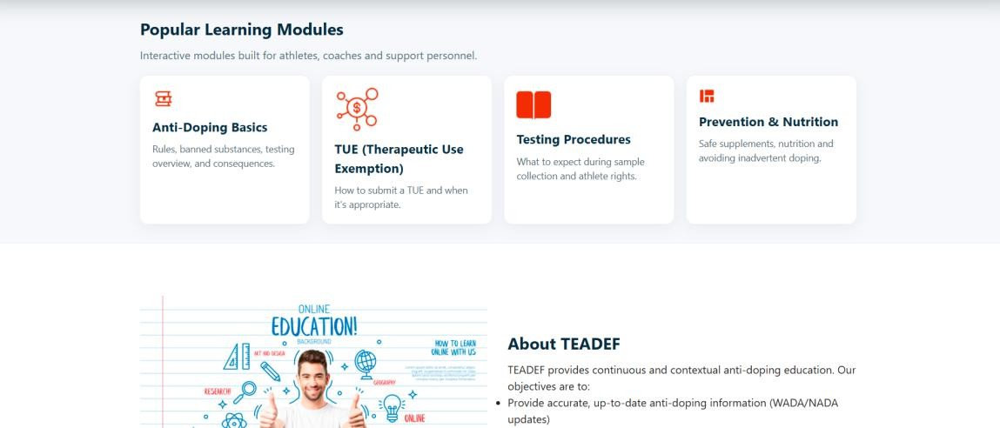 Popular Learning Modules
Interactive modules built for athletes, coaches and support personnel.
Anti-Doping Basics
Rules, banned substances, testing
overview, and consequences.
TUE (Therapeutic Use
Exemption)
How to submit a TUE and when
it's appropriate.
Testing Procedures
What to expect during sample
collection and athlete rights.
Prevention & Nutrition
Safe supplements, nutrition and
avoiding inadvertent doping.
ONLINE
EDUCATION!
BACKGROUND
HOW TO LEARN
ONLINE WITH US
ART AND DESIGN
GEOGRAPHY
RESEARCH!
ONLINE
About TEADEF
TEADEF provides continuous and contextual anti-doping education. Our
objectives are to:
• Provide accurate, up-to-date anti-doping information (WADA/NADA
updates)